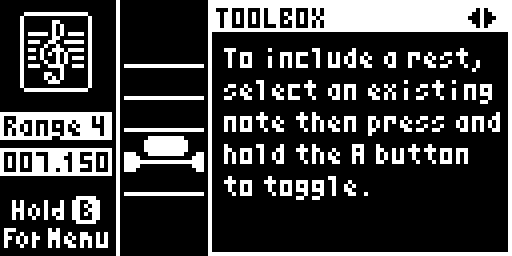 Range 4
007.150
Hold B
For Menu
TOOLBOX
To include a rest,
select an existing
note then press and
hold the A button
to toggle.